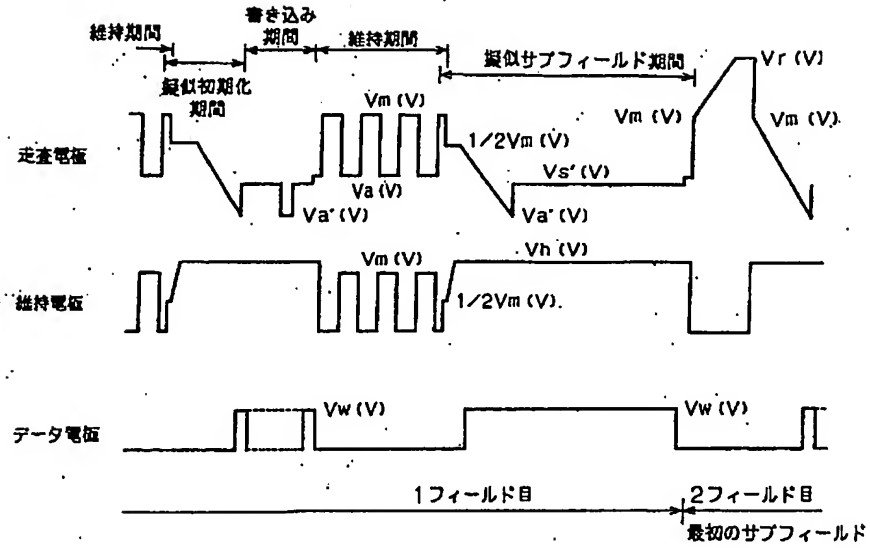 書き込み
期間
維持期間
維持期間
擬似サブフィールド期間
擬似初期化
期間
Vr(V)
Vm(V)
Vm(V)
Vm(V)
1/2Vm(V)
走査電極
Vs'(V)
Va(V)
Va'(V)
Va'(V)
Vh(V)
Vm(V)
維持電極
1/2Vm(V)
Vw(V)
Vw(V)
データ電極
1フィールド目
2フィールド目
最初のサブフィールド